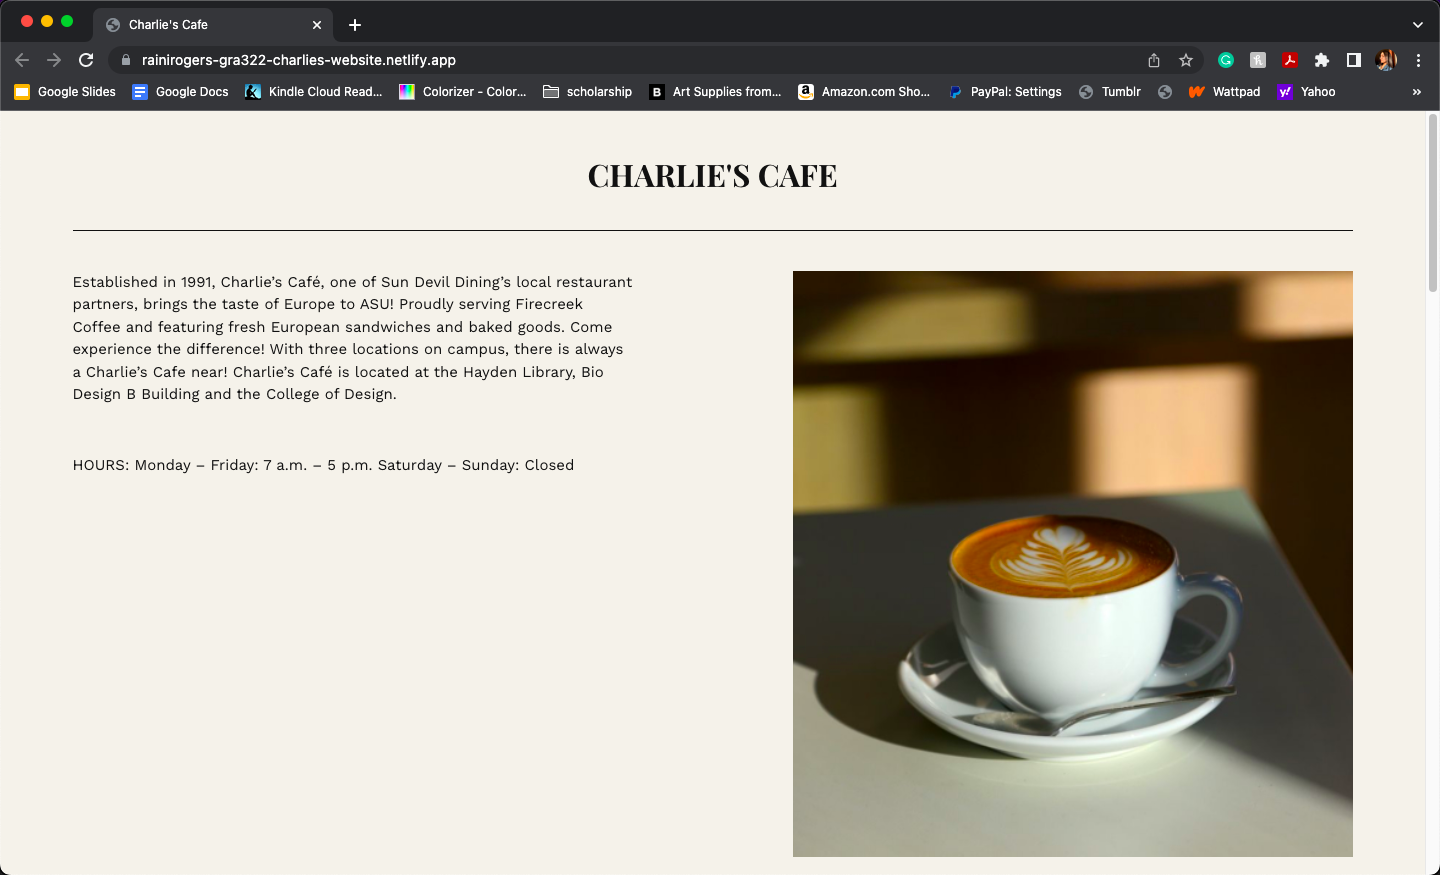 Charlie's Cafe
rainirogers-gra322-charlies-website.netlify.app
Google Slides Google Docs Kindle Cloud Read... Colorizer - Color... scholarship B Art Supplies from... a Amazon.com Sho... PayPal: Settings Tumblr Wattpad y! Yahoo »
CHARLIE'S CAFE
Established in 1991, Charlie’s Café, one of Sun Devil Dining’s local restaurant
partners, brings the taste of Europe to ASU! Proudly serving Firecreek
Coffee and featuring fresh European sandwiches and baked goods. Come
experience the difference! With three locations on campus, there is always
a Charlie’s Cafe near! Charlie’s Café is located at the Hayden Library, Bio
Design B Building and the College of Design.
HOURS: Monday – Friday: 7 a.m. – 5 p.m. Saturday – Sunday: Closed